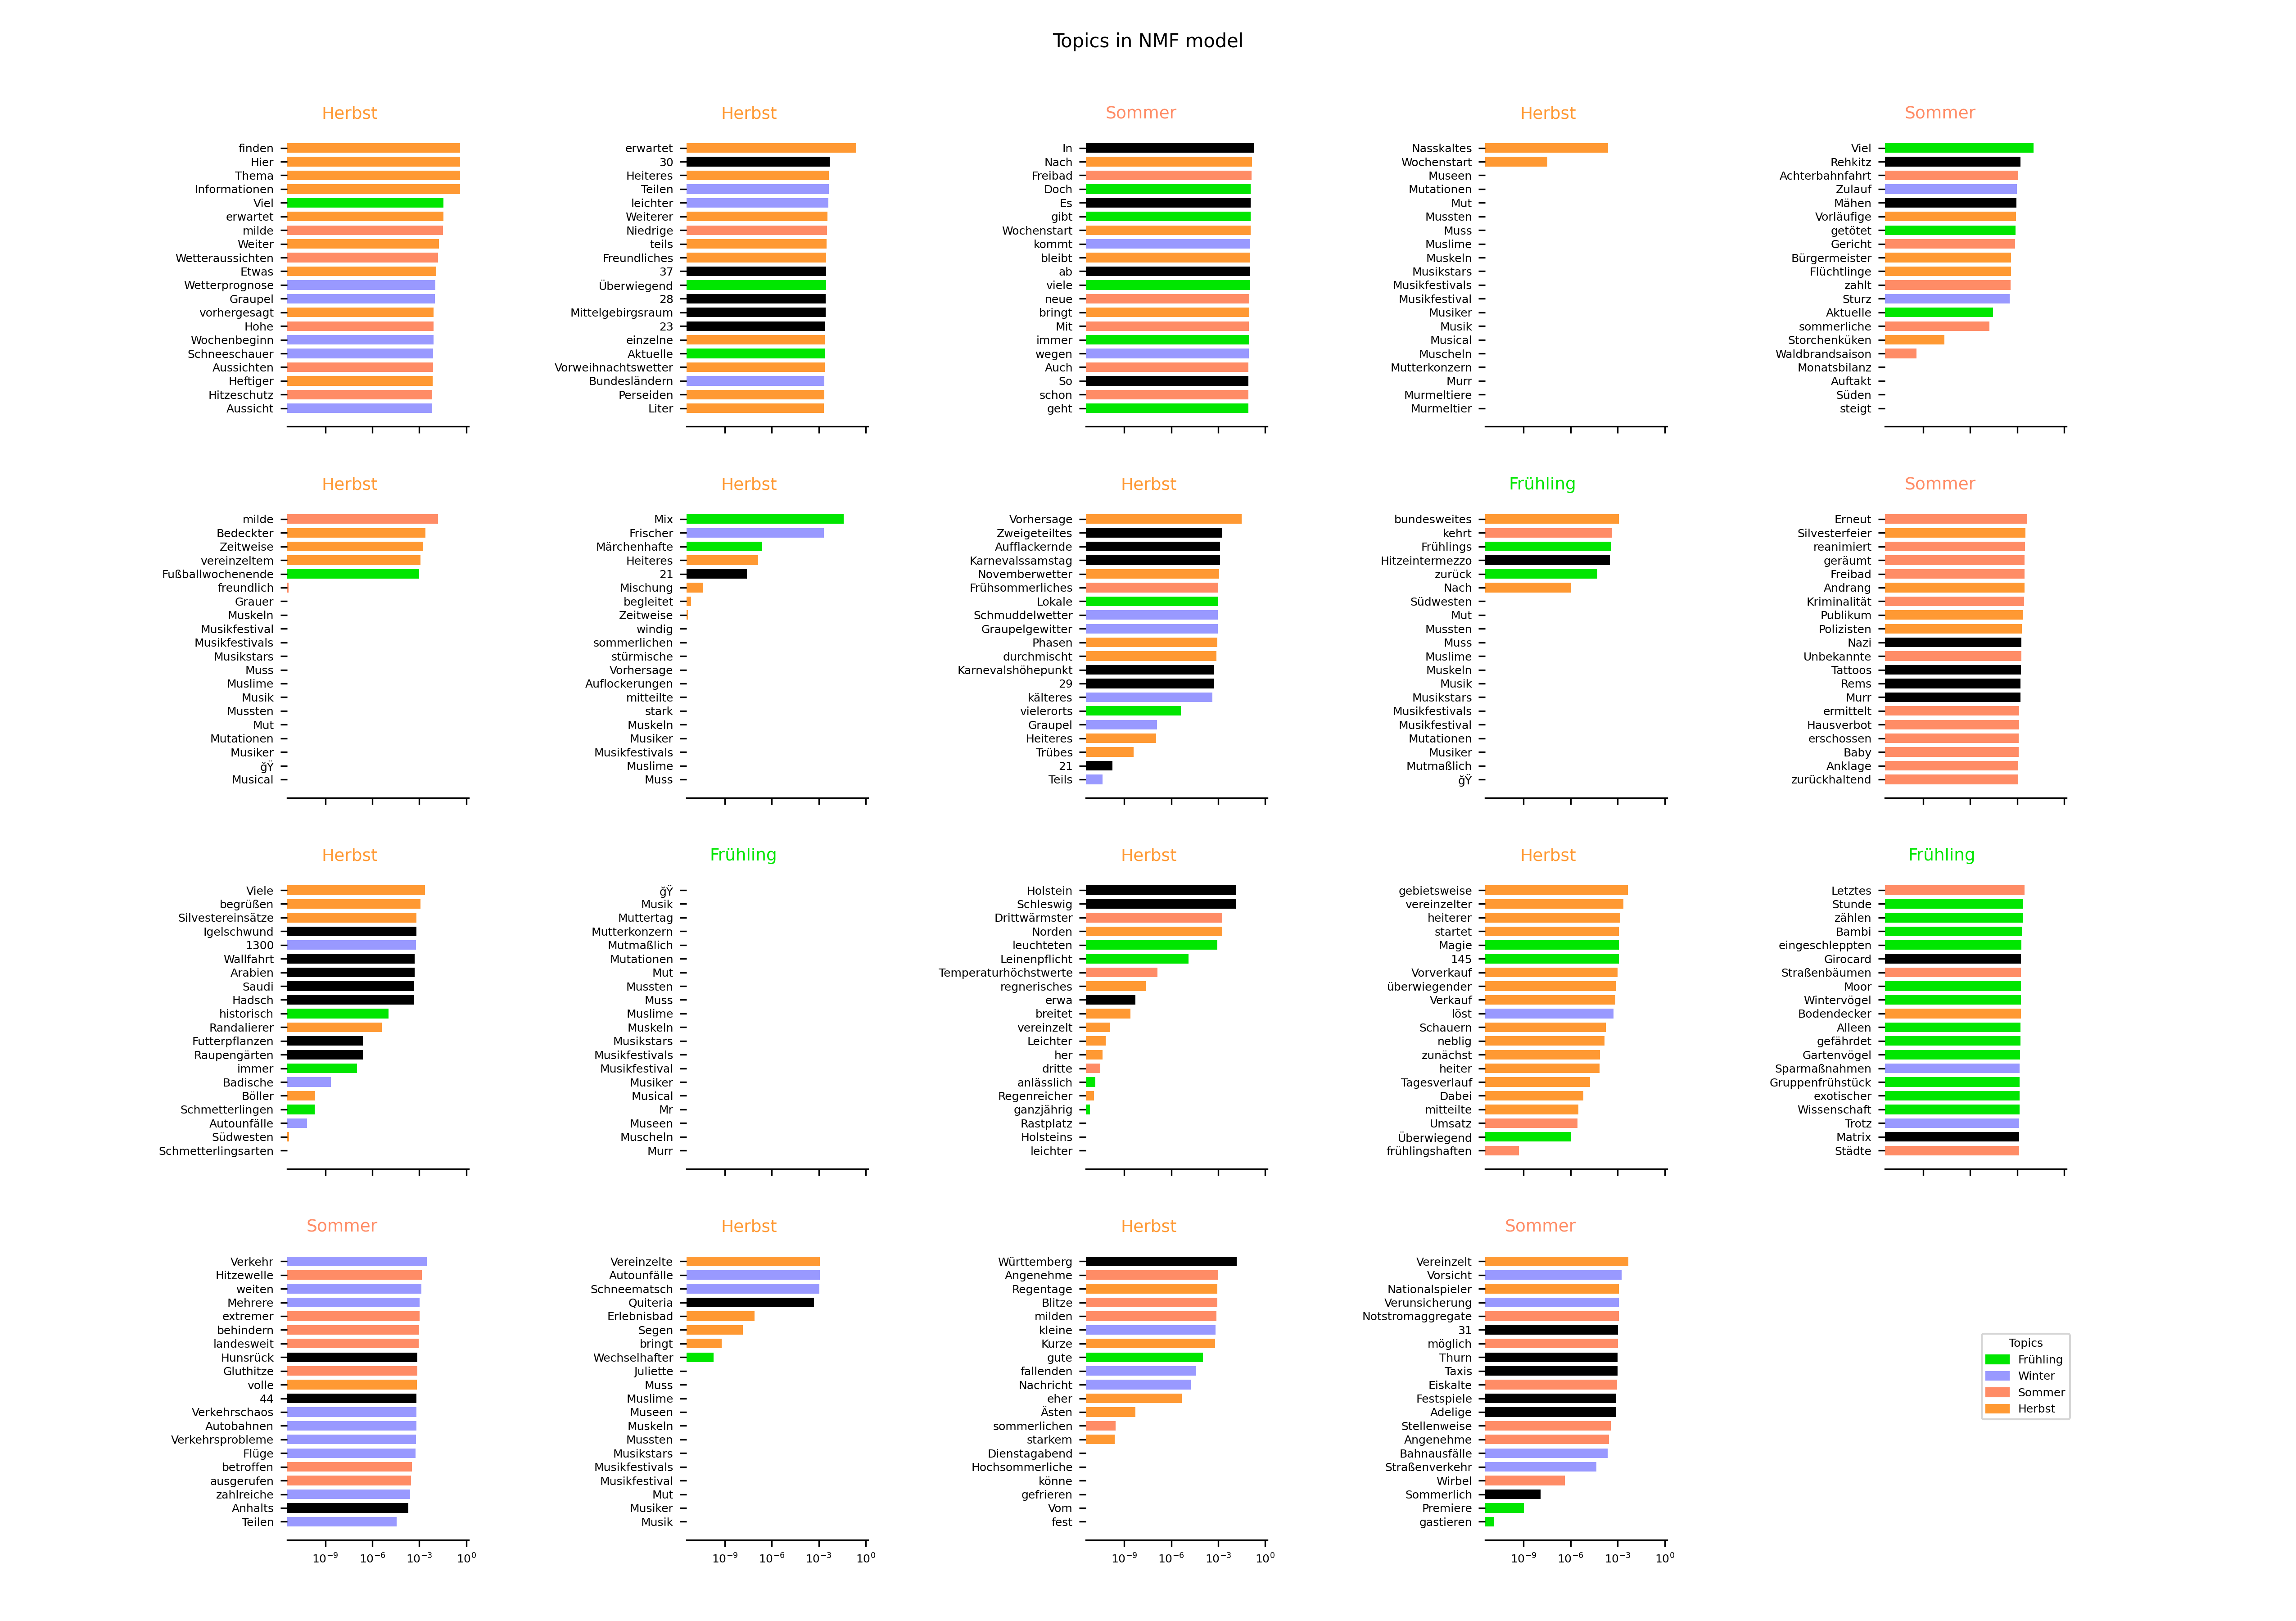 Topics in NMF model
Herbst
finden
Hier
Thema
Informationen
Viel
erwartet
milde
Weiter
Wetteraussichten
Etwas
Wetterprognose
Graupel
vorhergesagt
Hohe
Wochenbeginn
Schneeschauer
Aussichten
Heftiger
Hitzeschutz
Aussicht
Herbst
erwartet
30
Heiteres
Teilen
leichter
Weiterer
Niedrige
teils
Freundliches
37
Überwiegend
28
Mittelgebirgsraum
23
einzelne
Aktuelle
Vorweihnachtswetter
Bundesländern
Perseiden
Liter
Sommer
In
Nach
Freibad
Doch
Es
gibt
Wochenstart
kommt
bleibt
ab
viele
neue
bringt
Mit
immer
wegen
Auch
So
schon
geht
Herbst
Nasskaltes
Wochenstart
Museen
Mutationen
Mut
Mussten
Muss
Muslime
Muskeln
Musikstars
Musikfestivals
Musikfestival
Musiker
Musik
Musical
Muscheln
Mutterkonzern
Murr
Murmeltiere
Murmeltier
Sommer
Viel
Rehkitz
Achterbahnfahrt
Zulauf
Mähen
Vorläufige
getötet
Gericht
Bürgermeister
Flüchtlinge
zahlt
Sturz
Aktuelle
sommerliche
Storchenküken
Waldbrandsaison
Monatsbilanz
Auftakt
Süden
steigt
Herbst
milde
Bedeckter
Zeitweise
vereinzeltem
Fußballwochenende
freundlich
Grauer
Muskeln
Musikfestival
Musikfestivals
Musikstars
Muss
Muslime
Musik
Mussten
Mut
Mutationen
Musiker
ğŸ
Musical
Herbst
Mix
Frischer
Märchenhafte
Heiteres
21
Mischung
begleitet
Zeitweise
windig
sommerlichen
stürmische
Vorhersage
Auflockerungen
mitteilte
stark
Muskeln
Musiker
Musikfestivals
Muslime
Muss
Herbst
Vorhersage
Zweigeteiltes
Aufflackernde
Karnevalssamstag
Novemberwetter
Frühsommerliches
Lokale
Schmuddelwetter
Graupelgewitter
Phasen
durchmischt
Karnevalshöhepunkt
29
kälteres
vielerorts
Graupel
Heiteres
Trübes
21
Teils
Frühling
bundesweites
kehrt
Frühlings
Hitzeintermezzo
zurück
Nach
Südwesten
Mut
Mussten
Muss
Muslime
Muskeln
Musik
Musikstars
Musikfestivals
Musikfestival
Mutationen
Musiker
Mutmaßlich
ğŸ
Sommer
Erneut
Silvesterfeier
reanimiert
geräumt
Freibad
Andrang
Kriminalität
Publikum
Polizisten
Nazi
Unbekannte
Tattoos
Rems
Murr
ermittelt
Hausverbot
erschossen
Baby
Anklage
zurückhaltend
Herbst
Viele
begrüßen
Silvestereinsätze
Igelschwund
1300
Wallfahrt
Arabien
Saudi
Hadsch
historisch
Randalierer
Futterpflanzen
Raupengärten
immer
Badische
Böller
Schmetterlingen
Autounfälle
Südwesten
Schmetterlingsarten
Frühling
ğŸ
Musik
Muttertag
Mutterkonzern
Mutmaßlich
Mutationen
Mut
Mussten
Muss
Muslime
Muskeln
Musikstars
Musikfestivals
Musikfestival
Musiker
Musical
Mr
Museen
Muscheln
Murr
Herbst
Holstein
Schleswig
Drittwärmster
Norden
leuchteten
Leinenpflicht
Temperaturhöchstwerte
regnerisches
erwa
breitet
vereinzelt
Leichter
her
dritte
anlässlich
Regenreicher
ganzjährig
Rastplatz
Holsteins
leichter
Herbst
gebietsweise
vereinzelter
heiterer
startet
Magie
145
Vorverkauf
überwiegender
Verkauf
löst
Schauern
neblig
zunächst
heiter
Tagesverlauf
Dabei
mitteilte
Umsatz
Überwiegend
frühlingshaften
Frühling
Letztes
Stunde
zählen
Bambi
eingeschleppten
Girocard
Straßenbäumen
Moor
Wintervögel
Bodendecker
Alleen
gefährdet
Gartenvögel
Sparmaßnahmen
Gruppenfrühstück
exotischer
Wissenschaft
Trotz
Matrix
Städte
Sommer
Verkehr
Hitzewelle
weiten
Mehrere
extremer
behindern
landesweit
Hunsrück
Gluthitze
volle
44
Verkehrschaos
Autobahnen
Verkehrsprobleme
Flüge
betroffen
ausgerufen
zahlreiche
Anhalts
Teilen
10⁻⁹ 10⁻⁶ 10⁻³ 10⁰
Herbst
Vereinzelte
Autounfälle
Schneematsch
Quiteria
Erlebnisbad
Segen
bringt
Wechselhafter
Juliette
Muss
Muslime
Museen
Muskeln
Mussten
Musikstars
Musikfestivals
Musikfestival
Mut
Musiker
Musik
10⁻⁹ 10⁻⁶ 10⁻³ 10⁰
Herbst
Württemberg
Angenehme
Regentage
Blitze
milden
kleine
Kurze
gute
fallenden
Nachricht
eher
Ästen
sommerlichen
starkem
Dienstagabend
Hochsommerliche
könne
gefrieren
Vom
fest
10⁻⁹ 10⁻⁶ 10⁻³ 10⁰
Sommer
Vereinzelt
Vorsicht
Nationalspieler
Verunsicherung
Notstromaggregate
31
möglich
Thurn
Taxis
Eiskalte
Festspiele
Adelige
Stellenweise
Angenehme
Bahnausfälle
Straßenverkehr
Wirbel
Sommerlich
Premiere
gastieren
10⁻⁹ 10⁻⁶ 10⁻³ 10⁰
Topics
Frühling
Winter
Sommer
Herbst